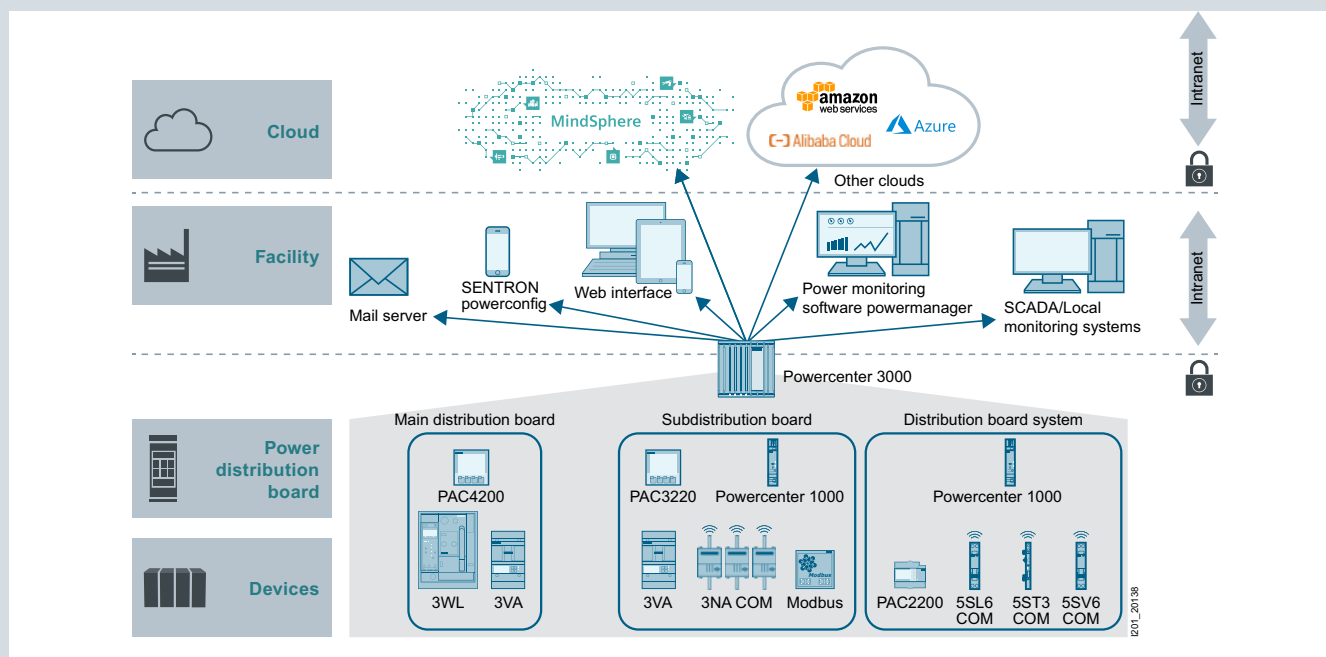 Cloud
MindSphere
amazon
web services
Azure
Alibaba Cloud
Other clouds
Intranet
Facility
Mail server
SENTRON
powerconfig
Web interface
Power monitoring
software powermanager
SCADA/Local
monitoring systems
Intranet
Powercenter 3000
Main distribution board
Subdistribution board
Distribution board system
Power
distribution
board
PAC4200
PAC3220
Powercenter 1000
Powercenter 1000
Devices
3WL
3VA
3VA
3NA COM
Modbus
Modbus
PAC2200
5SL6
COM
5ST3
COM
5SV6
COM
I201_20138